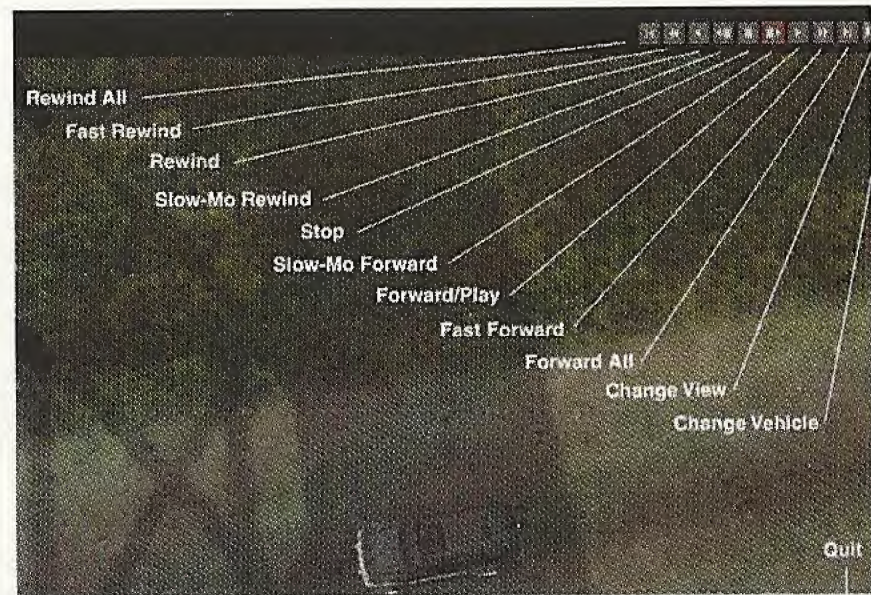 Rewind All
Fast Rewind
Rewind
Slow-Mo Rewind
Stop
Slow-Mo Forward
Forward/Play
Fast Forward
Forward All
Change View
Change Vehicle
Quit